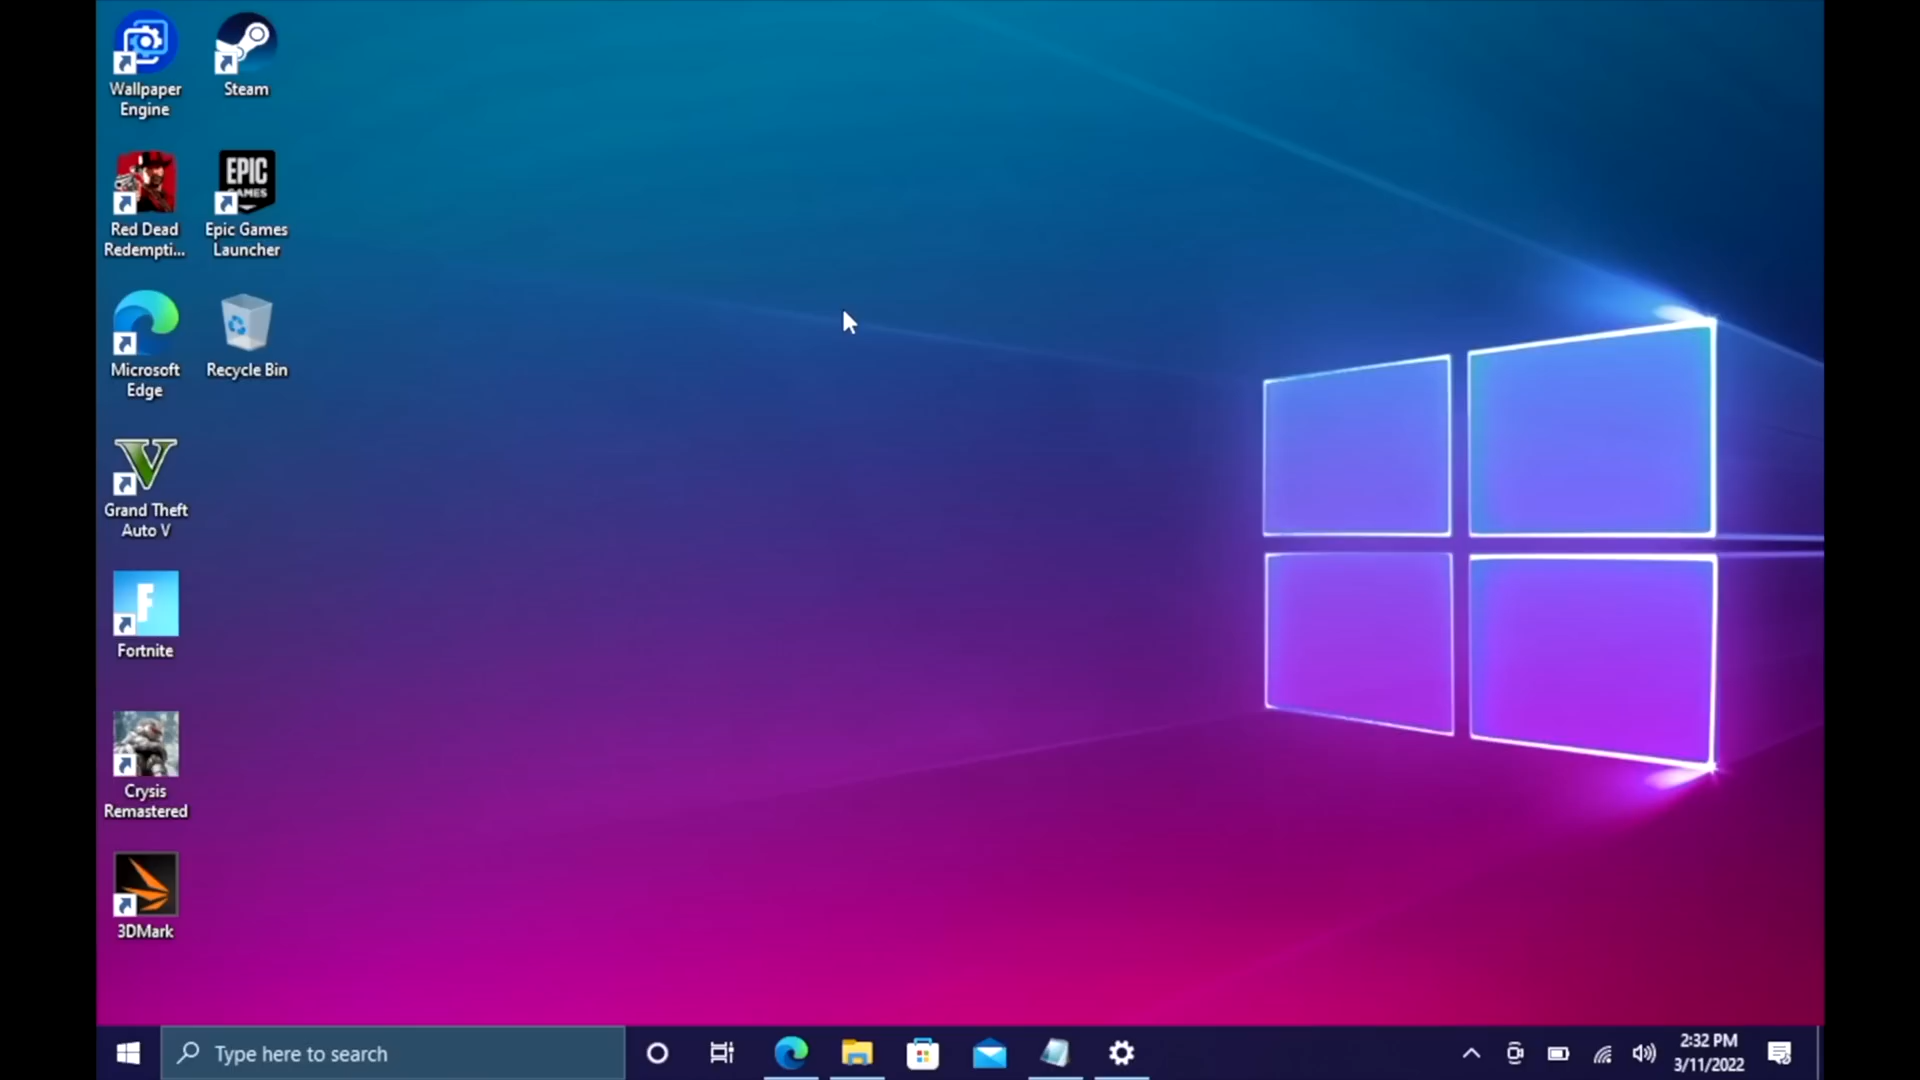 Wallpaper
Engine
Steam
Red Dead
Redempti...
EPIC
GAMES
Epic Games
Launcher
Microsoft
Edge
Recycle Bin
V
Grand Theft
Auto V
F
Fortnite
Crysis
Remastered
3DMark
Type here to search
2:32 PM
3/11/2022